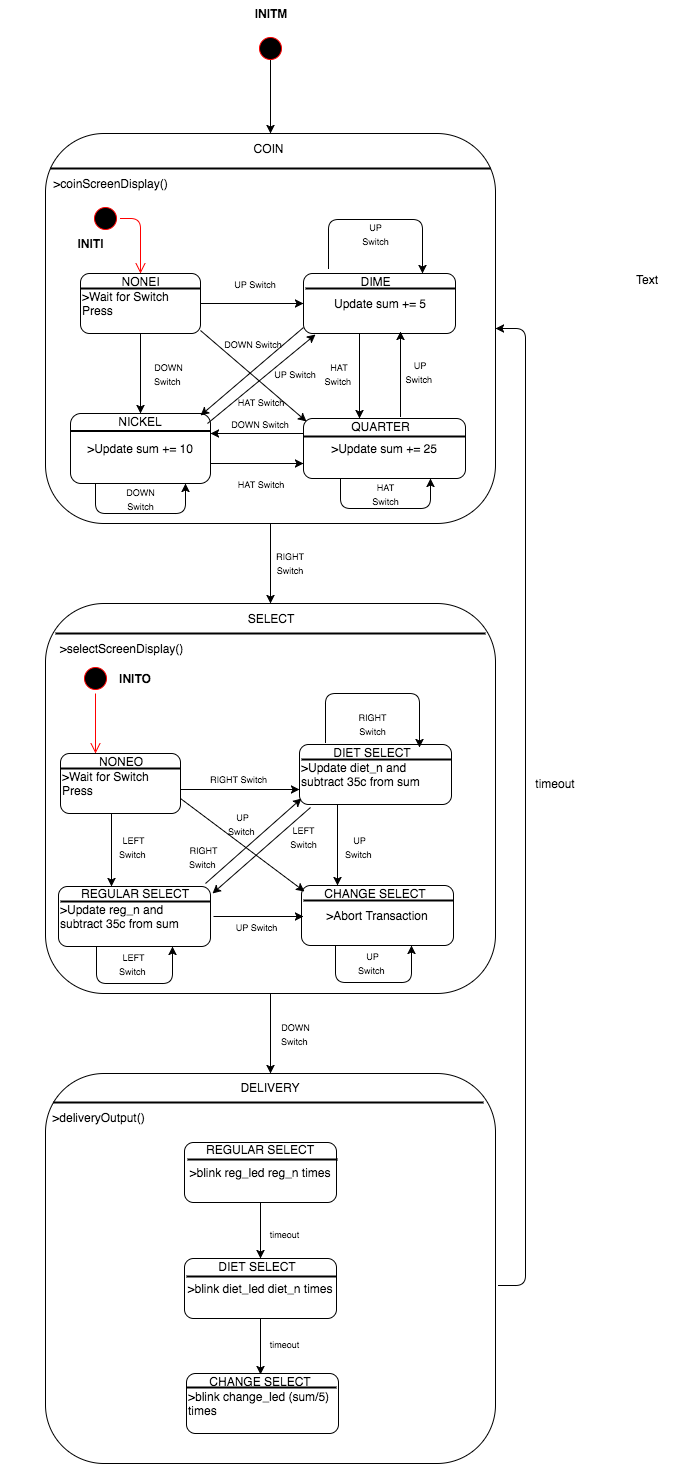 INITM
COIN
>coinScreenDisplay()
INITI
UP
Switch
Text
NONEI
>Wait for Switch
Press
UP Switch
DIME
Update sum += 5
DOWN Switch
DOWN
Switch
UP Switch
HAT
Switch
UP
Switch
HAT Switch
NICKEL
>Update sum += 10
DOWN Switch
QUARTER
>Update sum += 25
HAT Switch
DOWN
Switch
HAT
Switch
RIGHT
Switch
SELECT
>selectScreenDisplay()
INITO
RIGHT
Switch
NONEO
>Wait for Switch
Press
RIGHT Switch
DIET SELECT
>Update diet_n and
subtract 35c from sum
timeout
UP
Switch
LEFT
Switch
LEFT
Switch
RIGHT
Switch
UP
Switch
REGULAR SELECT
>Update reg_n and
subtract 35c from sum
UP Switch
CHANGE SELECT
>Abort Transaction
LEFT
Switch
UP
Switch
DOWN
Switch
DELIVERY
>deliveryOutput()
REGULAR SELECT
>blink reg_led reg_n times
timeout
DIET SELECT
>blink diet_led diet_n times
timeout
CHANGE SELECT
>blink change_led (sum/5)
times